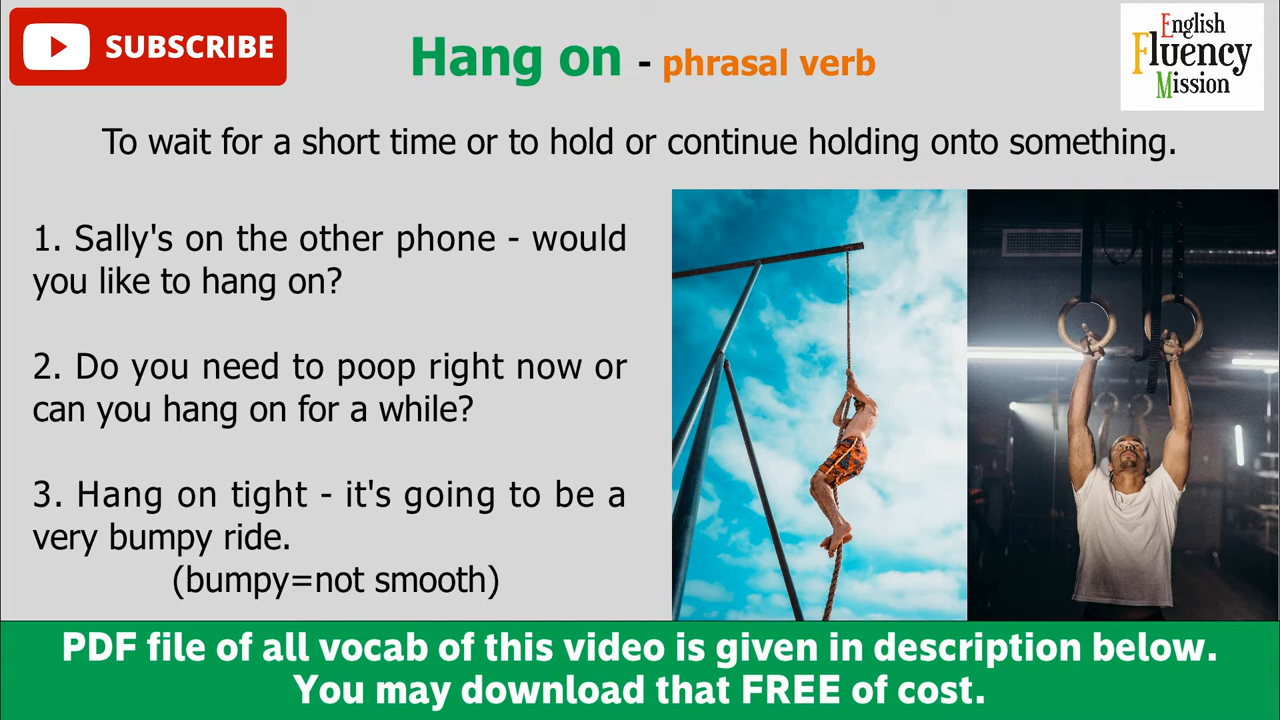 SUBSCRIBE
Hang on - phrasal verb
English
Fluency
Mission
To wait for a short time or to hold or continue holding onto something.
1. Sally's on the other phone - would
you like to hang on?
2. Do you need to poop right now or
can you hang on for a while?
3. Hang on tight - it's going to be a
very bumpy ride.
(bumpy=not smooth)
PDF file of all vocab of this video is given in description below.
You may download that FREE of cost.